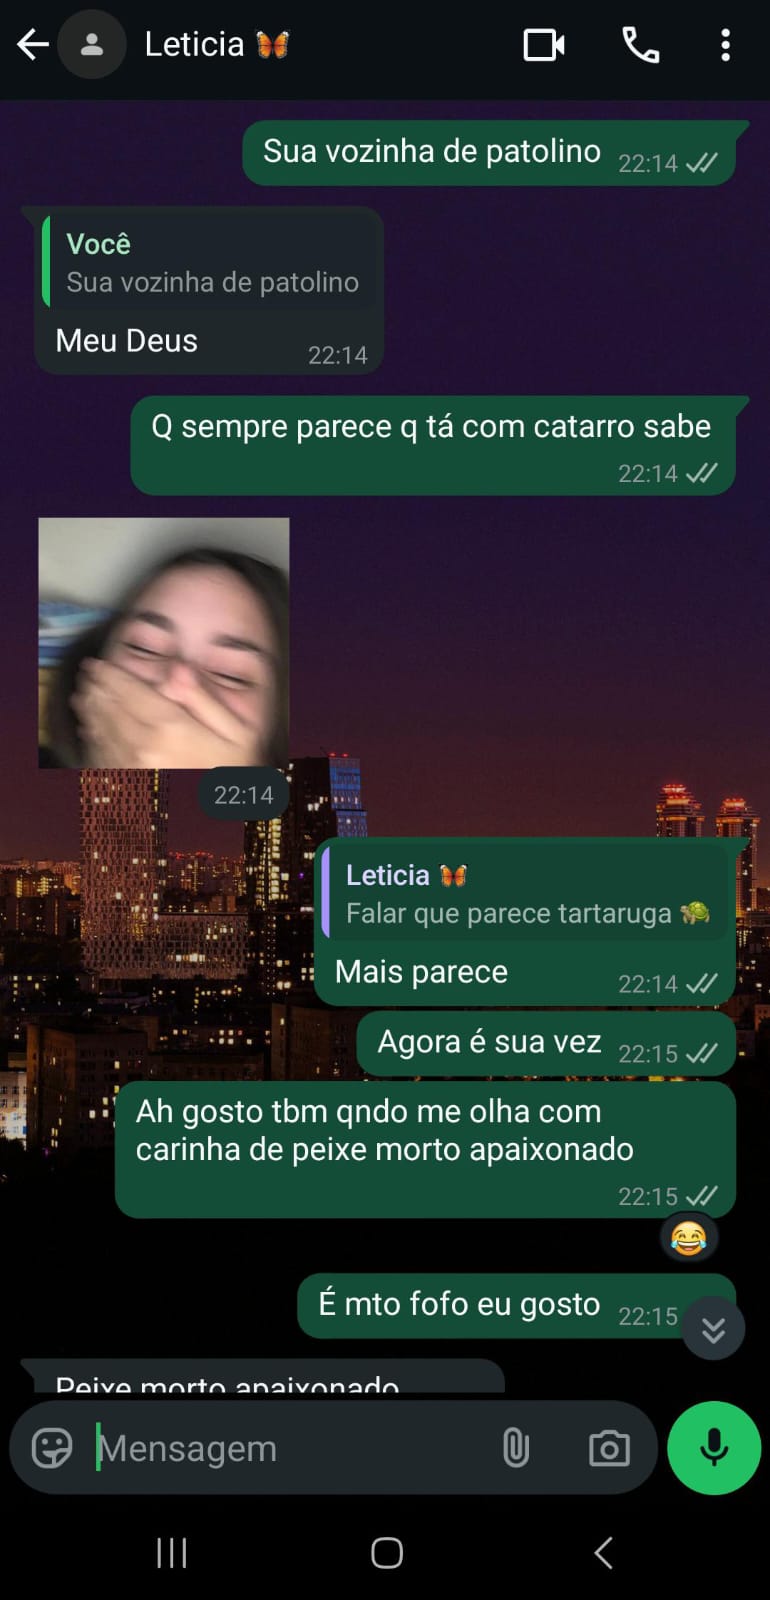 Leticia 🦋
Sua vozinha de patolino 22:14
Você
Sua vozinha de patolino
Meu Deus 22:14
Q sempre parece q tá com catarro sabe
22:14
22:14
Leticia 🦋
Falar que parece tartaruga 🐢
Mais parece 22:14
Agora é sua vez 22:15
Ah gosto tbm qndo me olha com
carinha de peixe morto apaixonado
22:15
😂
É mto fofo eu gosto 22:15
Peixe morto apaixonado
Mensagem